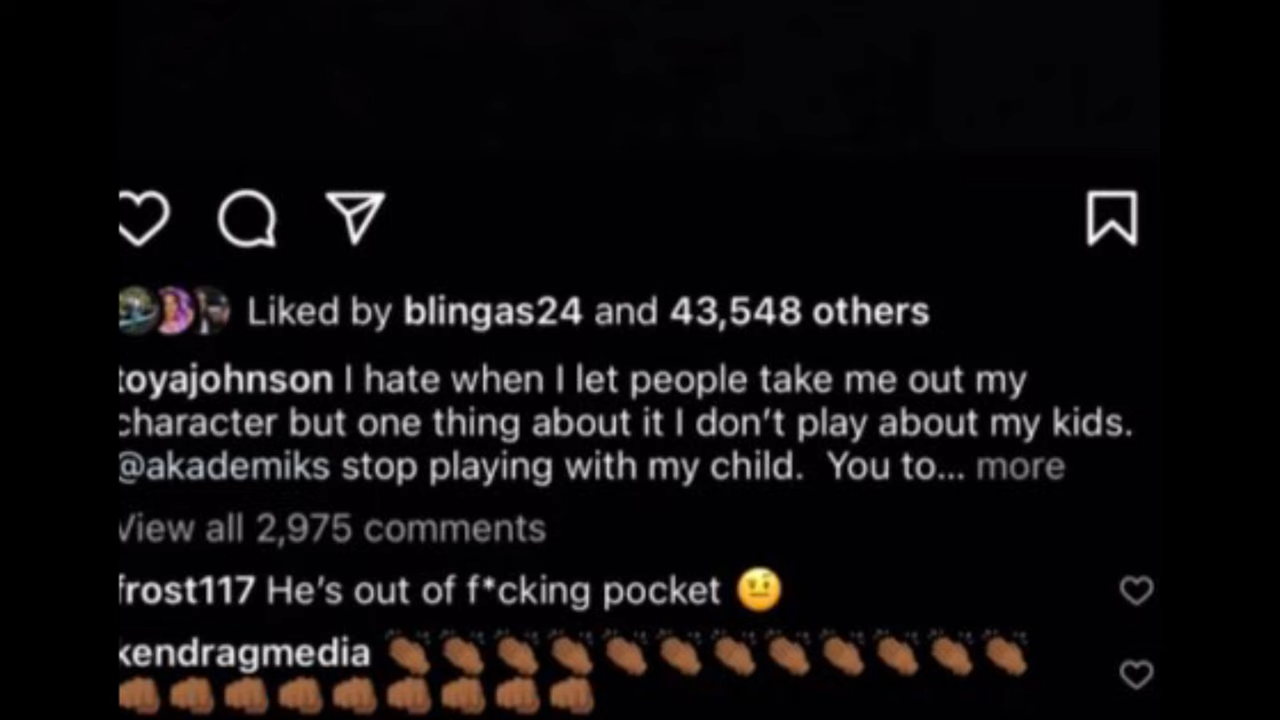 Liked by blingas24 and 43,548 others
toyajohnson I hate when I let people take me out my
character but one thing about it I don’t play about my kids.
@akademiks stop playing with my child. You to... more
View all 2,975 comments
frost117 He’s out of f*cking pocket 🤨
kendragmedia 👏🏾👏🏾👏🏾👏🏾👏🏾👏🏾👏🏾👏🏾👏🏾👏🏾👏🏾👏🏾
👊🏾👊🏾👊🏾👊🏾👊🏾👊🏾👊🏾👊🏾👊🏾